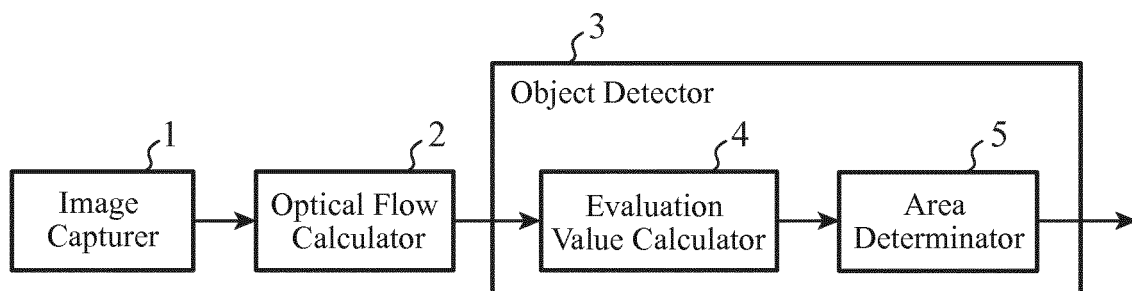 3
Object Detector
1
2
4
5
Image
Capturer
Optical Flow
Calculator
Evaluation
Value Calculator
Area
Determinator